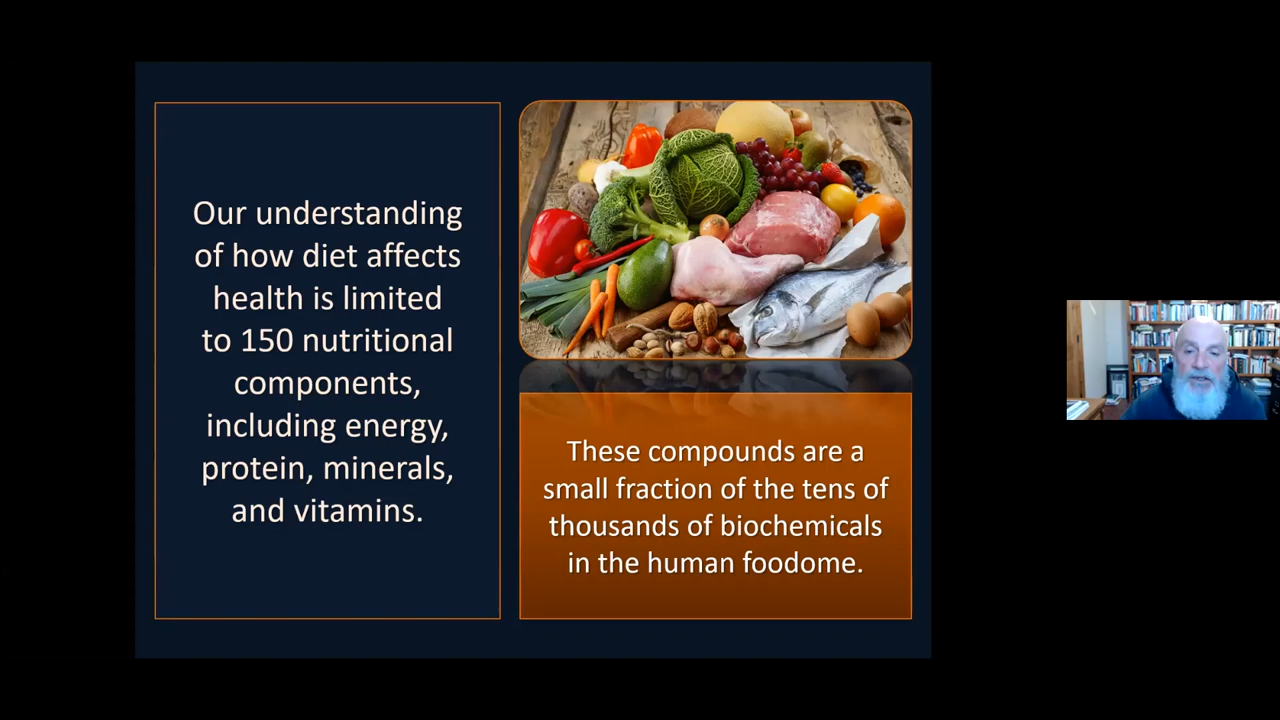 Our understanding
of how diet affects
health is limited
to 150 nutritional
components,
including energy,
protein, minerals,
and vitamins.
These compounds are a
small fraction of the tens of
thousands of biochemicals
in the human foodome.